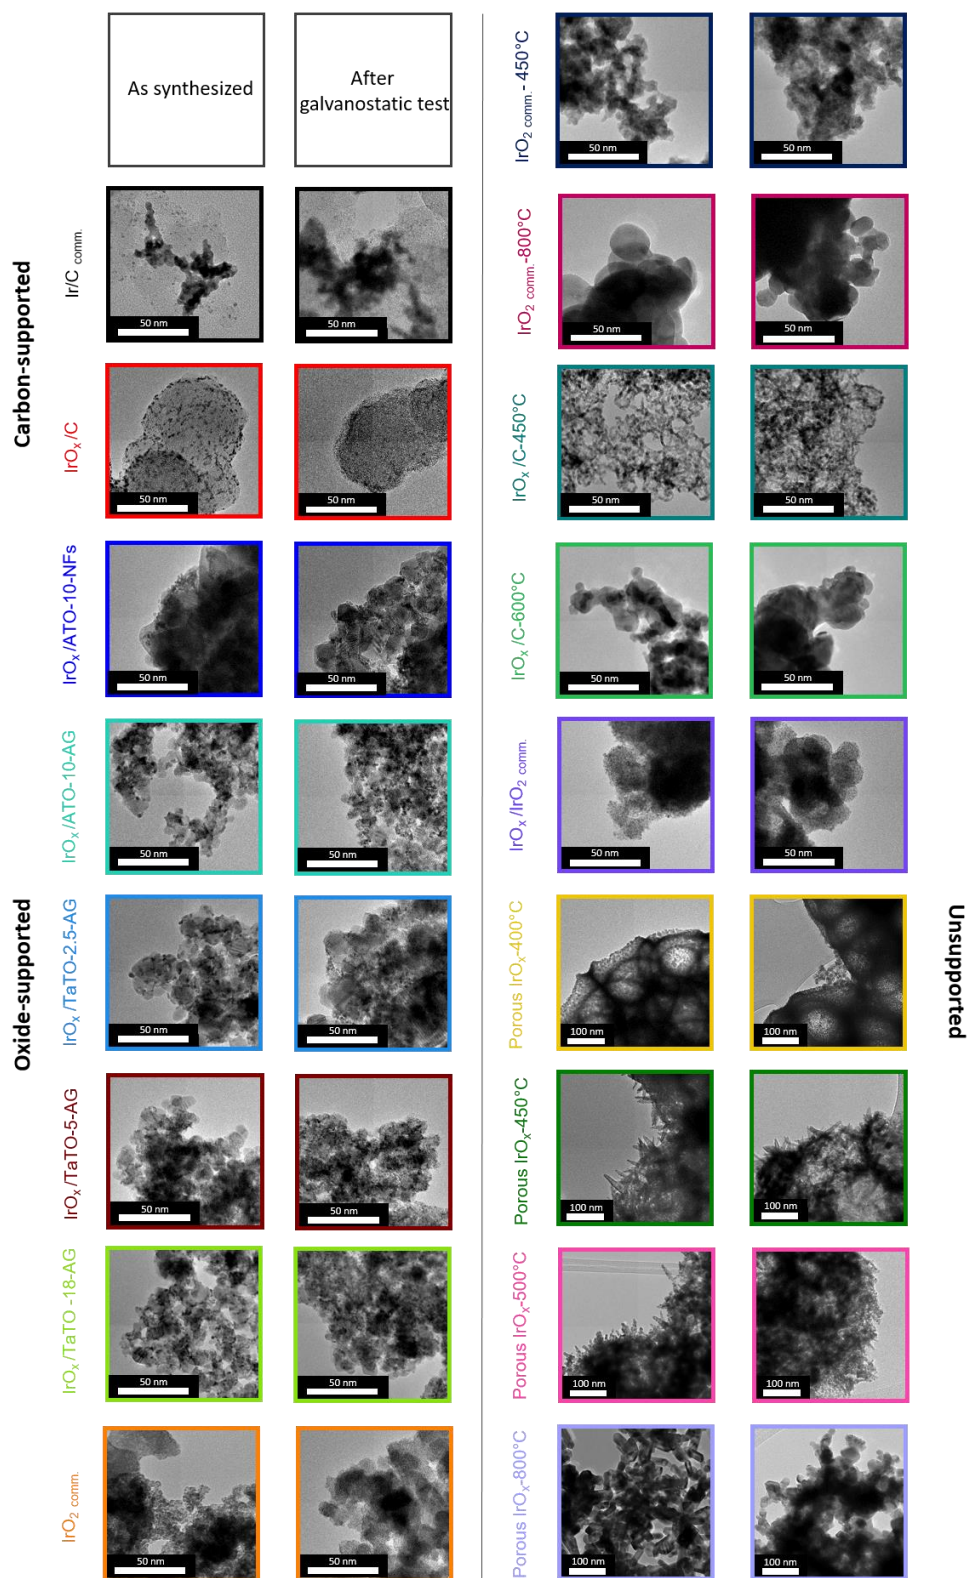 As synthesized
After
galvanostatic test
Carbon-supported
Ir/C comm.
50 nm
50 nm
IrOx/C
50 nm
50 nm
IrOx/ATO-10-NFs
50 nm
50 nm
IrOx/ATO-10-AG
50 nm
50 nm
Oxide-supported
IrOx/TaTO-2.5-AG
50 nm
50 nm
IrOx/TaTO-5-AG
50 nm
50 nm
IrOx/TaTO -18-AG
50 nm
50 nm
IrO2 comm.
50 nm
50 nm
IrO2 comm.- 450°C
50 nm
50 nm
IrO2 comm.-800°C
50 nm
50 nm
IrOx /C-450°C
50 nm
50 nm
IrOx /C-600°C
50 nm
50 nm
IrOx /IrO2 comm.
50 nm
50 nm
Unsupported
Porous IrOx-400°C
100 nm
100 nm
Porous IrOx-450°C
100 nm
100 nm
Porous IrOx-500°C
100 nm
100 nm
Porous IrOx-800°C
100 nm
100 nm